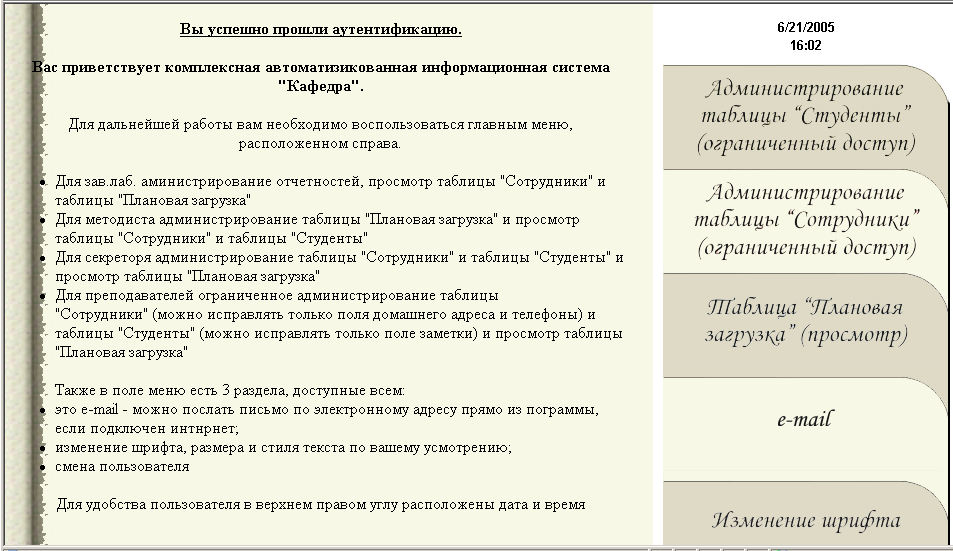 Вы успешно прошли аутентификацию.
Вас приветствует комплексная автоматизикованная информационная система
"Кафедра".
Для дальнейшей работы вам необходимо воспользоваться главным меню,
расположенном справа.
Для зав.лаб. аминистрирование отчетностей, просмотр таблицы "Сотрудники" и
таблицы "Плановая загрузка"
Для методиста администрирование таблицы "Плановая загрузка" и просмотр
таблицы "Сотрудники" и таблицы "Студенты"
Для секреторя администрирование таблицы "Сотрудники" и таблицы "Студенты" и
просмотр таблицы "Плановая загрузка"
Для преподавателей ограниченное администрирование таблицы
"Сотрудники" (можно исправлять только поля домашнего адреса и телефоны) и
таблицы "Студенты" (можно исправлять только поле заметки) и просмотр таблицы
"Плановая загрузка"
Также в поле меню есть 3 раздела, доступные всем:
это e-mail - можно послать письмо по электронному адресу прямо из пограммы,
если подключен интнрнет;
изменение шрифта, размера и стиля текста по вашему усмотрению;
смена пользователя
Для удобства пользователя в верхнем правом углу расположены дата и время
6/21/2005
16:02
Администрирование
таблицы “Студенты”
(ограниченный доступ)
Администрирование
таблицы “Сотрудники”
(ограниченный доступ)
Таблица “Плановая
загрузка” (просмотр)
e-mail
Изменение шрифта